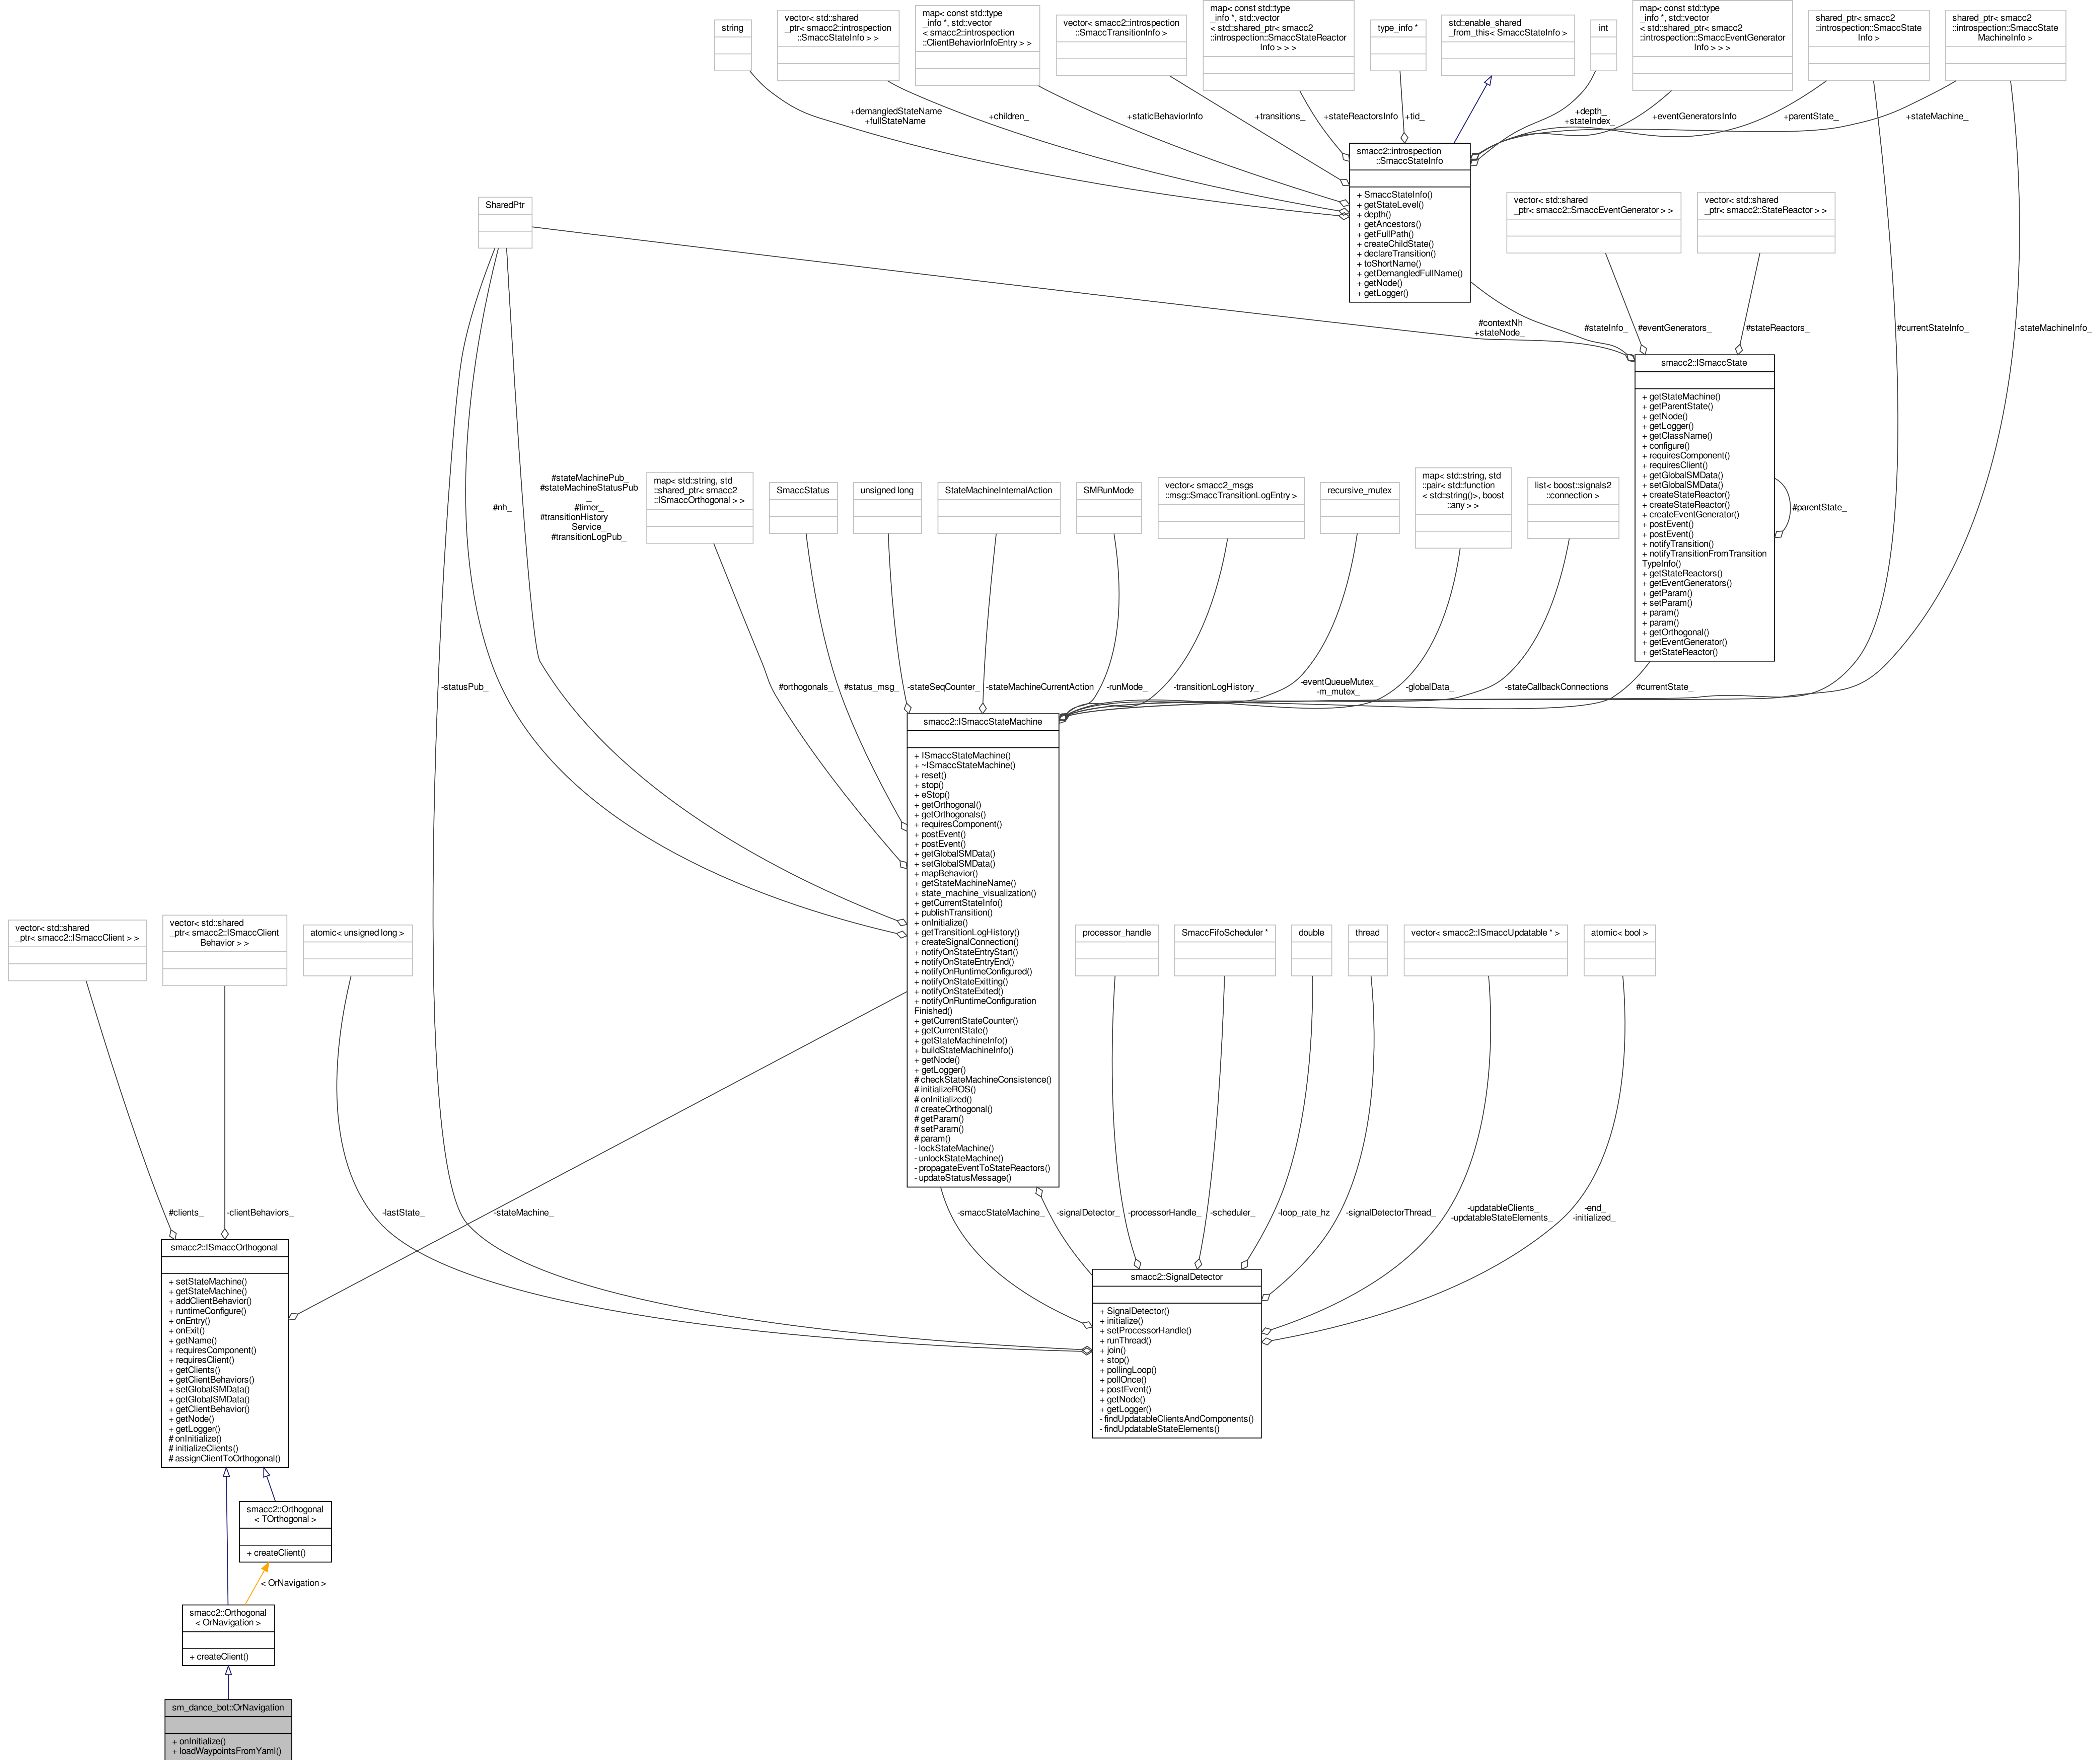 string
vector< std::shared
_ptr< smacc2::introspection
::SmaccStateInfo > >
map< const std::type
_info *, std::vector
< smacc2::introspection
::ClientBehaviorInfoEntry > >
vector< smacc2::introspection
::SmaccTransitionInfo >
map< const std::type
_info *, std::vector
< std::shared_ptr< smacc2
::introspection::SmaccStateReactor
Info > > >
type_info *
std::enable_shared
_from_this< SmaccStateInfo >
int
map< const std::type
_info *, std::vector
< std::shared_ptr< smacc2
::introspection::SmaccEventGenerator
Info > > >
shared_ptr< smacc2
::introspection::SmaccState
Info >
shared_ptr< smacc2
::introspection::SmaccState
MachineInfo >
+demangledStateName
+fullStateName
+children_
+staticBehaviorInfo
+transitions_
+stateReactorsInfo
+tid_
+depth_
+stateIndex_
+eventGeneratorsInfo
+parentState_
+stateMachine_
smacc2::introspection
::SmaccStateInfo
+ SmaccStateInfo()
+ getStateLevel()
+ depth()
+ getAncestors()
+ getFullPath()
+ createChildState()
+ declareTransition()
+ toShortName()
+ getDemangledFullName()
+ getNode()
+ getLogger()
SharedPtr
vector< std::shared
_ptr< smacc2::SmaccEventGenerator > >
vector< std::shared
_ptr< smacc2::StateReactor > >
#contextNh
+stateNode_
#stateInfo_
#eventGenerators_
#stateReactors_
#currentStateInfo_
-stateMachineInfo_
smacc2::ISmaccState
+ getStateMachine()
+ getParentState()
+ getNode()
+ getLogger()
+ getClassName()
+ configure()
+ requiresComponent()
+ requiresClient()
+ getGlobalSMData()
+ setGlobalSMData()
+ createStateReactor()
+ createStateReactor()
+ createEventGenerator()
+ postEvent()
+ postEvent()
+ notifyTransition()
+ notifyTransitionFromTransition
TypeInfo()
+ getStateReactors()
+ getEventGenerators()
+ getParam()
+ setParam()
+ param()
+ param()
+ getOrthogonal()
+ getEventGenerator()
+ getStateReactor()
#parentState_
#nh_
#stateMachinePub_
#stateMachineStatusPub
_
#timer_
#transitionHistory
Service_
#transitionLogPub_
map< std::string, std
::shared_ptr< smacc2
::ISmaccOrthogonal > >
SmaccStatus
unsigned long
StateMachineInternalAction
SMRunMode
vector< smacc2_msgs
::msg::SmaccTransitionLogEntry >
recursive_mutex
map< std::string, std
::pair< std::function
< std::string()>, boost
::any > >
list< boost::signals2
::connection >
-statusPub_
#orthogonals_
#status_msg_
-stateSeqCounter_
-stateMachineCurrentAction
-runMode_
-transitionLogHistory_
-eventQueueMutex_
-m_mutex_
-globalData_
-stateCallbackConnections
#currentState_
smacc2::ISmaccStateMachine
+ ISmaccStateMachine()
+ ~ISmaccStateMachine()
+ reset()
+ stop()
+ eStop()
+ getOrthogonal()
+ getOrthogonals()
+ requiresComponent()
+ postEvent()
+ postEvent()
+ getGlobalSMData()
+ setGlobalSMData()
+ mapBehavior()
+ getStateMachineName()
+ state_machine_visualization()
+ getCurrentStateInfo()
+ publishTransition()
+ onInitialize()
+ getTransitionLogHistory()
+ createSignalConnection()
+ notifyOnStateEntryStart()
+ notifyOnStateEntryEnd()
+ notifyOnRuntimeConfigured()
+ notifyOnStateExitting()
+ notifyOnStateExited()
+ notifyOnRuntimeConfiguration
Finished()
+ getCurrentStateCounter()
+ getCurrentState()
+ getStateMachineInfo()
+ buildStateMachineInfo()
+ getNode()
+ getLogger()
# checkStateMachineConsistence()
# initializeROS()
# onInitialized()
# createOrthogonal()
# getParam()
# setParam()
# param()
- lockStateMachine()
- unlockStateMachine()
- propagateEventToStateReactors()
- updateStatusMessage()
vector< std::shared
_ptr< smacc2::ISmaccClient > >
vector< std::shared
_ptr< smacc2::ISmaccClient
Behavior > >
atomic< unsigned long >
processor_handle
SmaccFifoScheduler *
double
thread
vector< smacc2::ISmaccUpdatable * >
atomic< bool >
#clients_
-clientBehaviors_
-lastState_
-stateMachine_
-smaccStateMachine_
-signalDetector_
-processorHandle_
-scheduler_
-loop_rate_hz
-signalDetectorThread_
-updatableClients_
-updatableStateElements_
-end_
-initialized_
smacc2::ISmaccOrthogonal
+ setStateMachine()
+ getStateMachine()
+ addClientBehavior()
+ runtimeConfigure()
+ onEntry()
+ onExit()
+ getName()
+ requiresComponent()
+ requiresClient()
+ getClients()
+ getClientBehaviors()
+ setGlobalSMData()
+ getGlobalSMData()
+ getClientBehavior()
+ getNode()
+ getLogger()
# onInitialize()
# initializeClients()
# assignClientToOrthogonal()
smacc2::SignalDetector
+ SignalDetector()
+ initialize()
+ setProcessorHandle()
+ runThread()
+ join()
+ stop()
+ pollingLoop()
+ pollOnce()
+ postEvent()
+ getNode()
+ getLogger()
- findUpdatableClientsAndComponents()
- findUpdatableStateElements()
smacc2::Orthogonal
< TOrthogonal >
+ createClient()
< OrNavigation >
smacc2::Orthogonal
< OrNavigation >
+ createClient()
sm_dance_bot::OrNavigation
+ onInitialize()
+ loadWaypointsFromYaml()